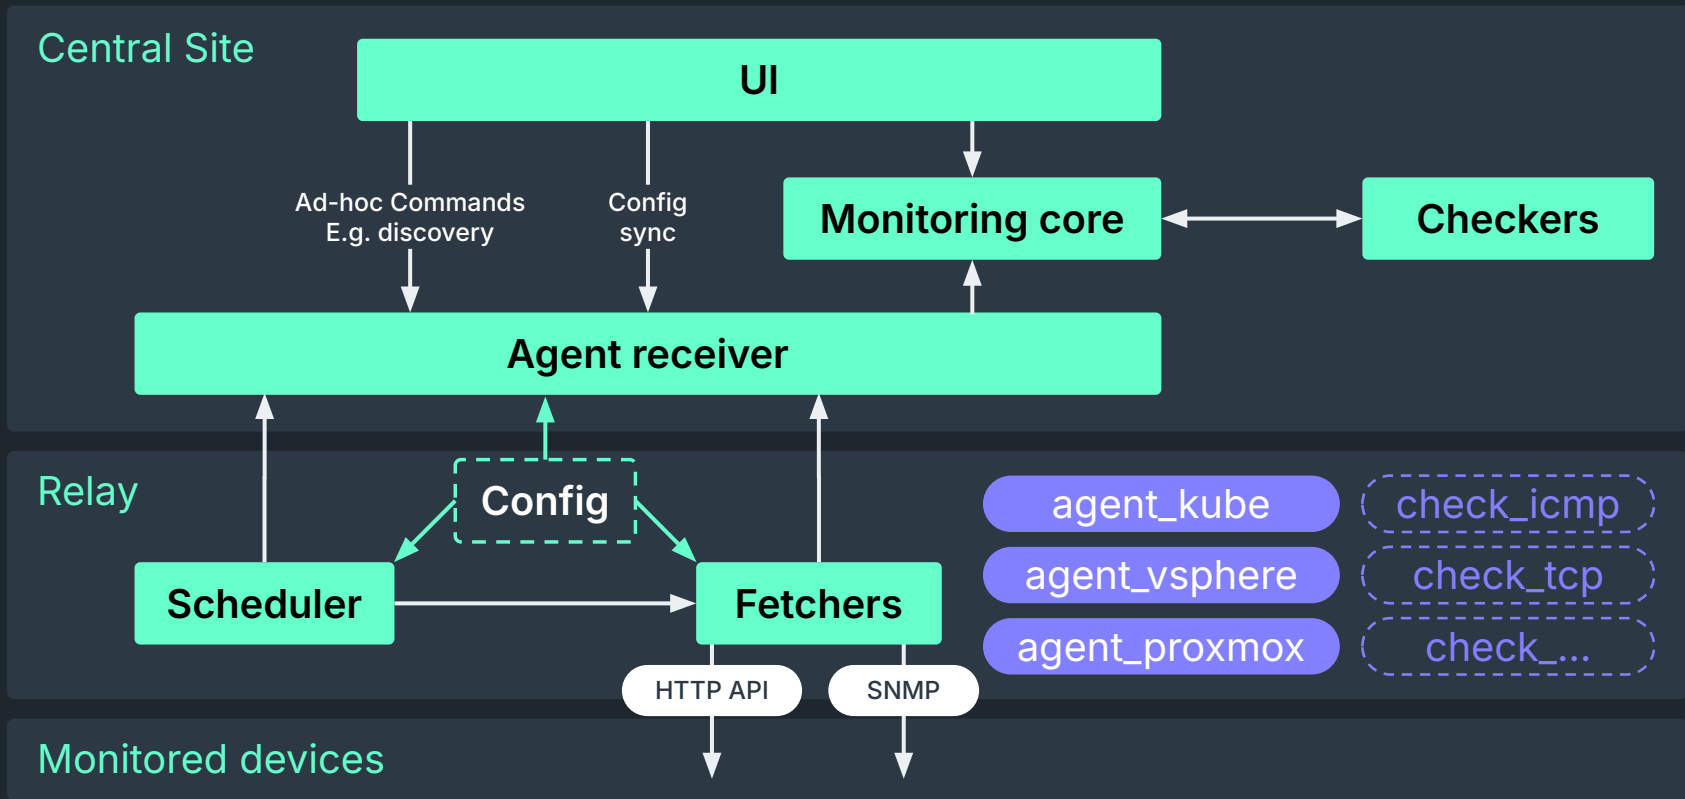 Central Site
UI
Ad-hoc Commands
E.g. discovery
Config
sync
Monitoring core
Checkers
Agent receiver
Relay
Config
Scheduler
Fetchers
agent_kube
check_icmp
agent_vsphere
check_tcp
agent_proxmox
check_...
HTTP API
SNMP
Monitored devices